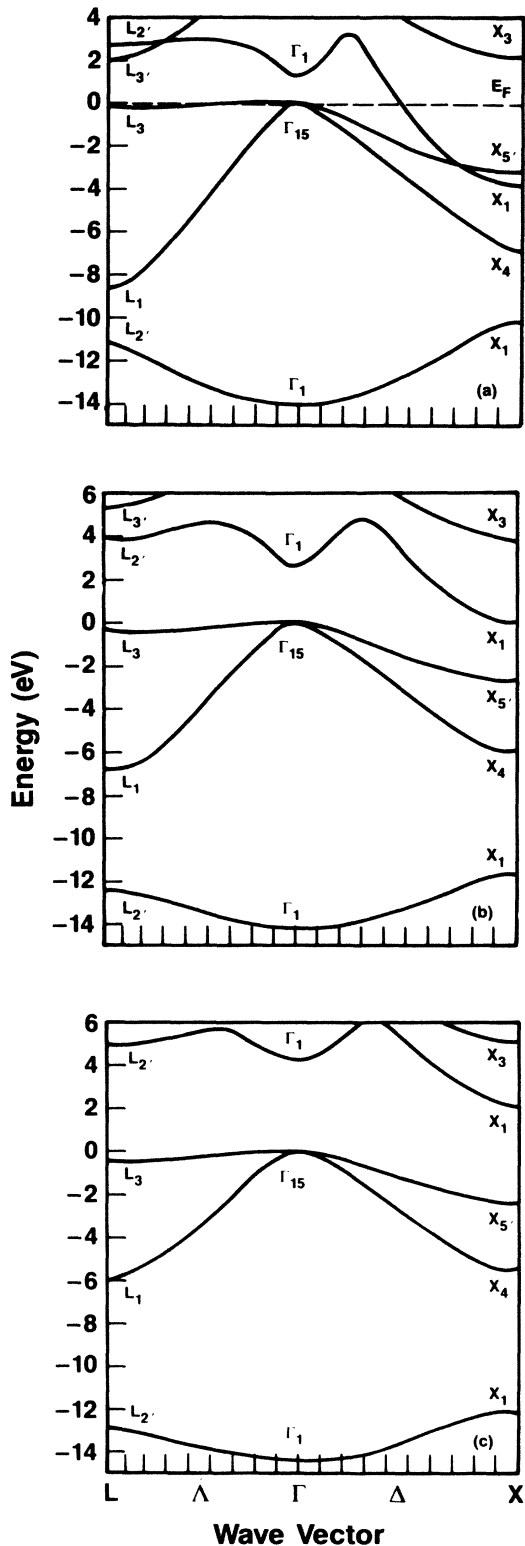 4
2
0
−2
−4
−6
−8
−10
−12
−14
L2′
L3′
L3
L1
L2′
Γ1
Γ15
Γ1
X3
EF
X5′
X1
X4
X1
(a)
6
4
2
0
−2
−4
−6
−8
−10
−12
−14
L3′
L2′
L3
L1
L2′
Γ1
Γ15
Γ1
X3
X1
X5′
X4
X1
(b)
Energy (eV)
6
4
2
0
−2
−4
−6
−8
−10
−12
−14
L2′
L3
L1
L2′
Γ1
Γ15
Γ1
X3
X1
X5′
X4
X1
(c)
L Λ Γ Δ X
Wave Vector